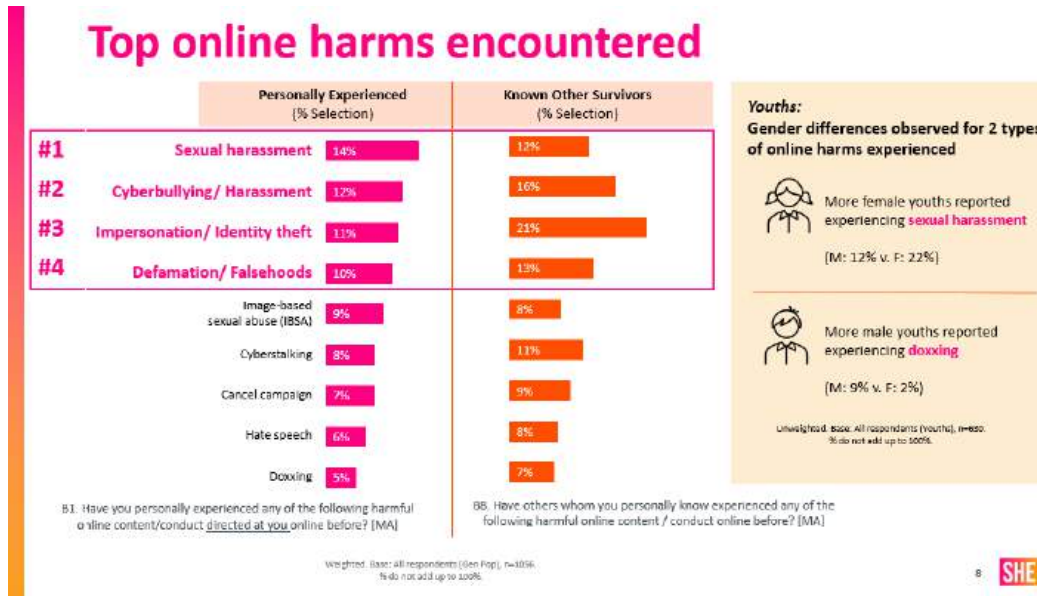 Top online harms encountered
Personally Experienced
(% Selection)
Known Other Survivors
(% Selection)
#1
Sexual harassment
14%
12%
#2
Cyberbullying/ Harassment
12%
16%
#3
Impersonation/ Identity theft
11%
21%
#4
Defamation/ Falsehoods
10%
13%
Image-based
sexual abuse (IBSA)
9%
8%
Cyberstalking
8%
11%
Cancel campaign
7%
9%
Hate speech
6%
8%
Doxxing
5%
7%
B1. Have you personally experienced any of the following harmful
online content/conduct directed at you online before? [MA]
Have others whom you personally know experienced any of the
following harmful online content / conduct online before? [MA]
Weighted. Base: All respondents (Gen Pop), n=1056.
% do not add up to 100%.
Youths:
Gender differences observed for 2 types
of online harms experienced
More female youths reported
experiencing sexual harassment
(M: 12% v. F: 22%)
More male youths reported
experiencing doxxing
(M: 9% v. F: 2%)
Unweighted. Base: All respondents (Youths),
% do not add up to 100%.
8
SHE